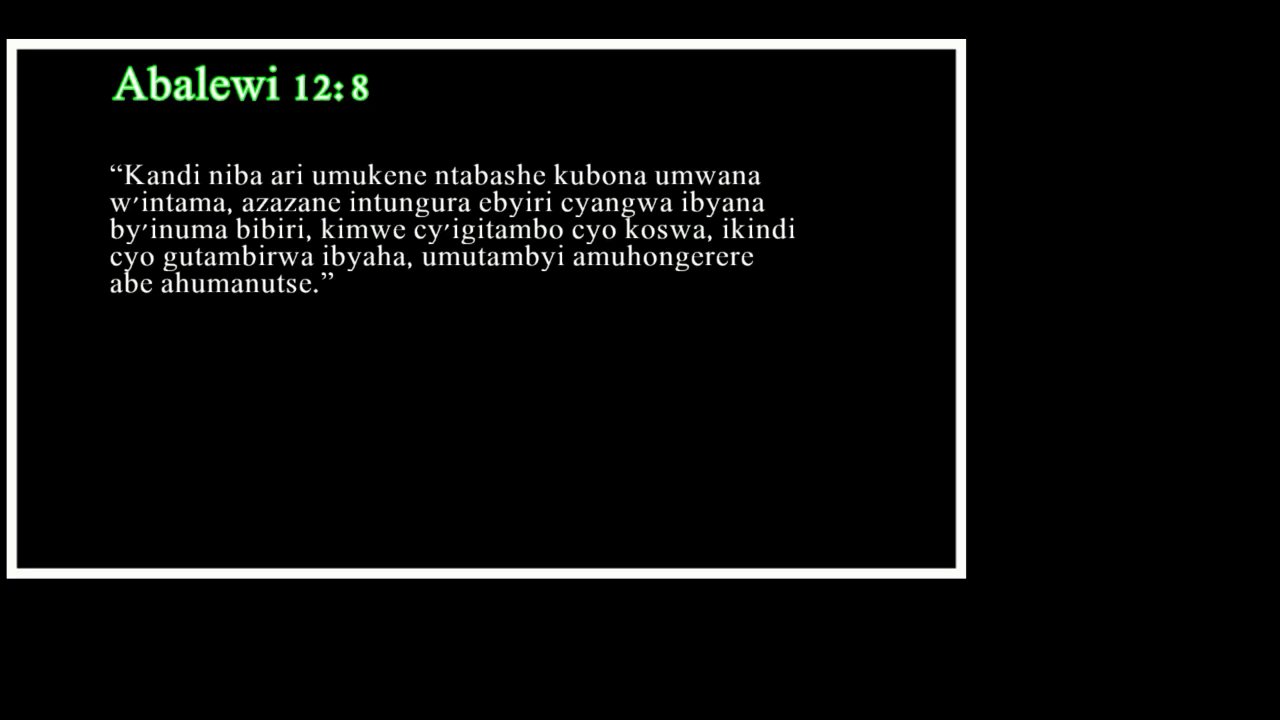 Abalewi 12:8
“Kandi niba ari umukene ntabashe kubona umwana
w′intama, azazane intungura ebyiri cyangwa ibyana
by′inuma bibiri, kimwe cy′igitambo cyo koswa, ikindi
cyo gutambirwa ibyaha, umutambyi amuhongerere
abe ahumanutse.”